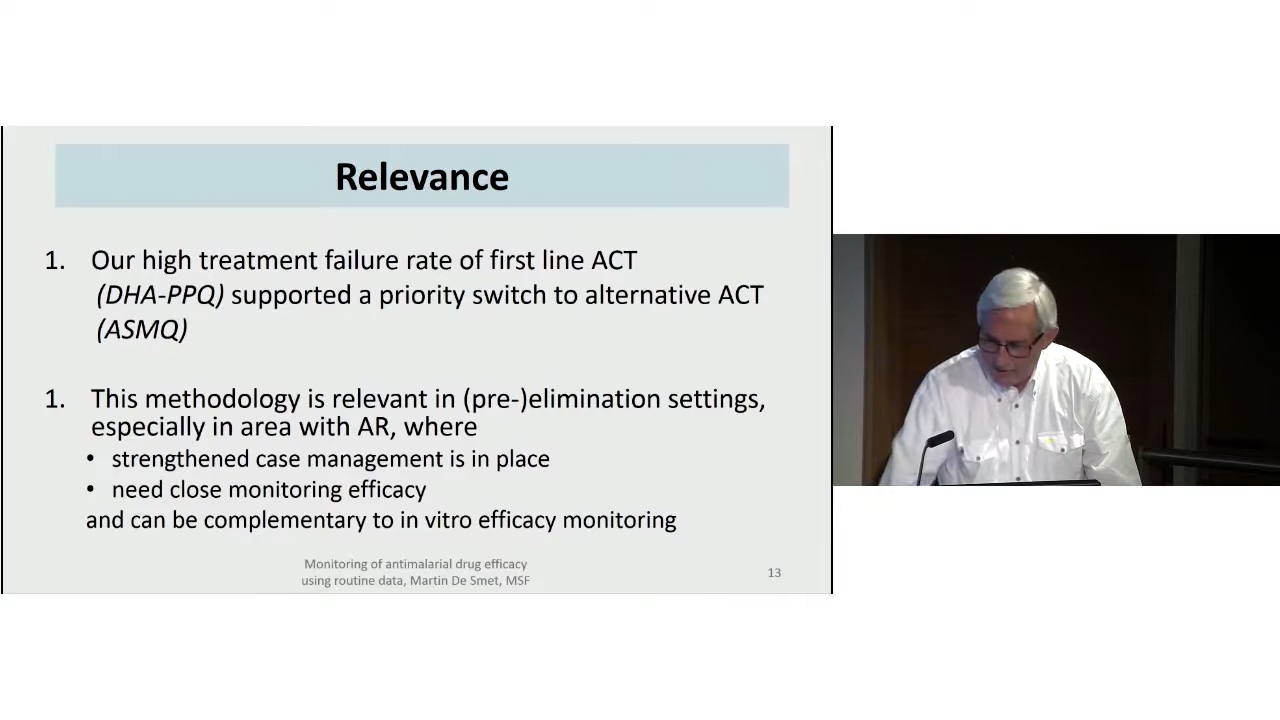 Relevance
1. Our high treatment failure rate of first line ACT
(DHA-PPQ) supported a priority switch to alternative ACT
(ASMQ)
1. This methodology is relevant in (pre-)elimination settings,
especially in area with AR, where
• strengthened case management is in place
• need close monitoring efficacy
and can be complementary to in vitro efficacy monitoring
Monitoring of antimalarial drug efficacy
using routine data, Martin De Smet, MSF
13